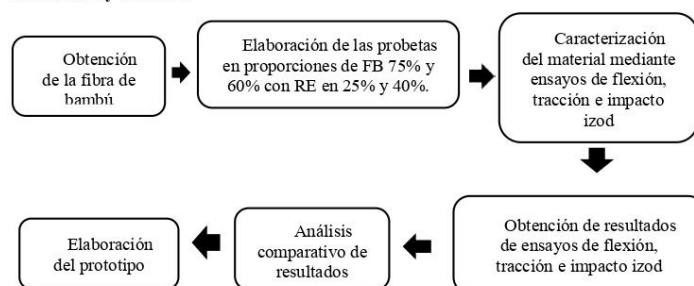 Obtención
de la fibra de
bambú
Elaboración de las probetas
en proporciones de FB 75% y
60% con RE en 25% y 40%.
Caracterización
del material mediante
ensayos de flexión,
tracción e impacto
izod
Obtención de resultados
de ensayos de flexión,
tracción e impacto izod
Análisis
comparativo de
resultados
Elaboración
del prototipo